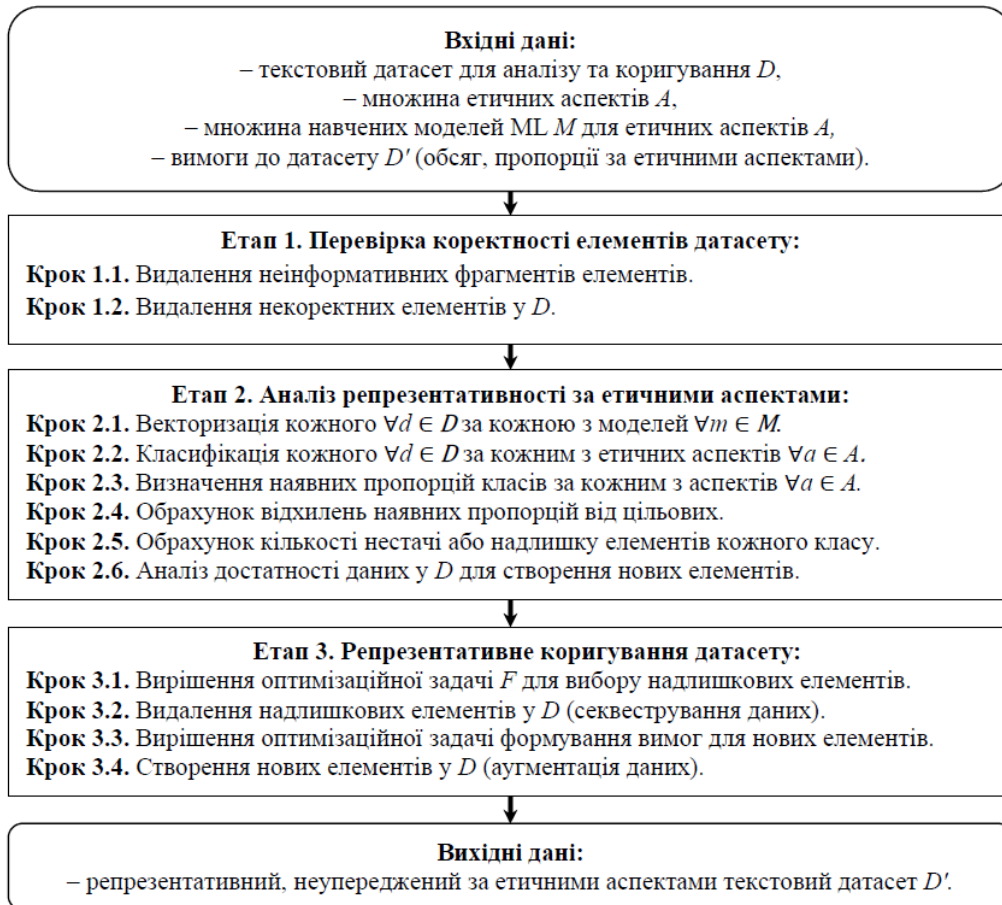 Вхідні дані:
– текстовий датасет для аналізу та коригування D,
– множина етичних аспектів A,
– множина навчених моделей ML M для етичних аспектів A,
– вимоги до датасету D' (обсяг, пропорції за етичними аспектами).
Етап 1. Перевірка коректності елементів датасету:
Крок 1.1. Видалення неінформативних фрагментів елементів.
Крок 1.2. Видалення некоректних елементів у D.
Етап 2. Аналіз репрезентативності за етичними аспектами:
Крок 2.1. Векторизація кожного ∀d ∈ D за кожною з моделей ∀m ∈ M.
Крок 2.2. Класифікація кожного ∀d ∈ D за кожним з етичних аспектів ∀a ∈ A.
Крок 2.3. Визначення наявних пропорцій класів за кожним з аспектів ∀a ∈ A.
Крок 2.4. Обрахунок відхилень наявних пропорцій від цільових.
Крок 2.5. Обрахунок кількості нестачі або надлишку елементів кожного класу.
Крок 2.6. Аналіз достатності даних у D для створення нових елементів.
Етап 3. Репрезентативне коригування датасету:
Крок 3.1. Вирішення оптимізаційної задачі F для вибору надлишкових елементів.
Крок 3.2. Видалення надлишкових елементів у D (секвестрування даних).
Крок 3.3. Вирішення оптимізаційної задачі формування вимог для нових елементів.
Крок 3.4. Створення нових елементів у D (аугментація даних).
Вихідні дані:
– репрезентативний, неупереджений за етичними аспектами текстовий датасет D'.